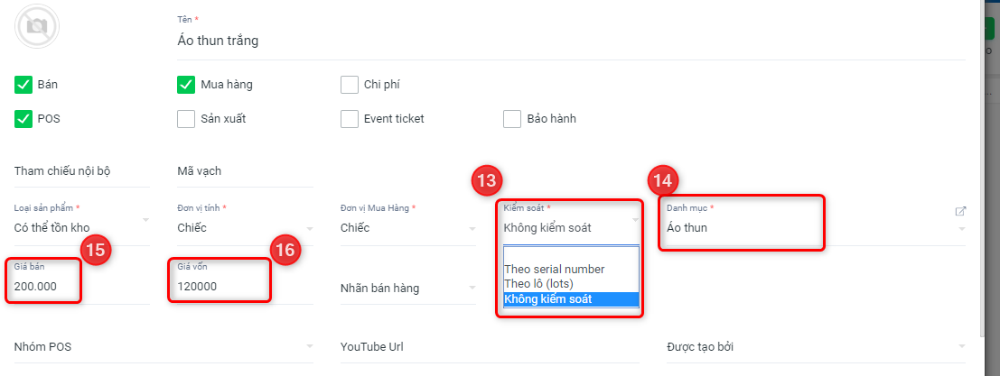 Tên *
Áo thun trắng
Bán
Mua hàng
Chi phí
POS
Sản xuất
Event ticket
Bảo hành
Tham chiếu nội bộ
Mã vạch
13
14
Loại sản phẩm *
Đơn vị tính *
Đơn vị Mua Hàng *
Kiểm soát *
Danh mục *
Có thể tồn kho
Chiếc
Chiếc
Không kiểm soát
Áo thun
15
16
Giá bán
Giá vốn
200.000
120000
Nhãn bán hàng
Theo serial number
Theo lô (lots)
Không kiểm soát
Nhóm POS
YouTube Url
Được tạo bởi